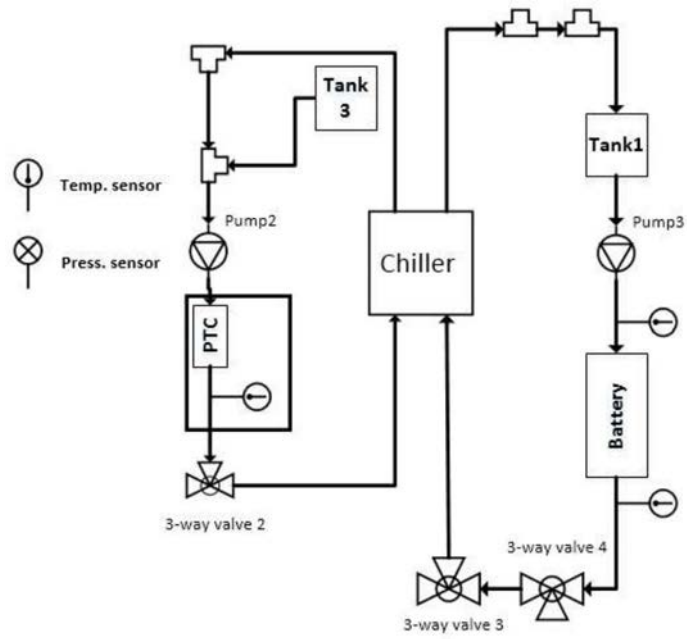 Tank
3
Tank1
Temp. sensor
Pump2
Pump3
Press. sensor
Chiller
PTC
Battery
3-way valve 2
3-way valve 4
3-way valve 3